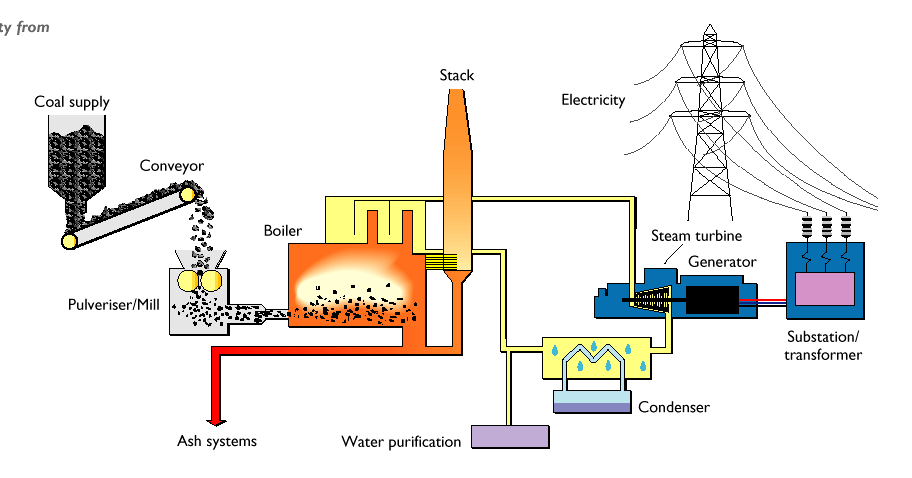 ty from
Stack
Coal supply
Electricity
Conveyor
Boiler
Steam turbine
Generator
Pulveriser/Mill
Substation/
transformer
Condenser
Ash systems
Water purification